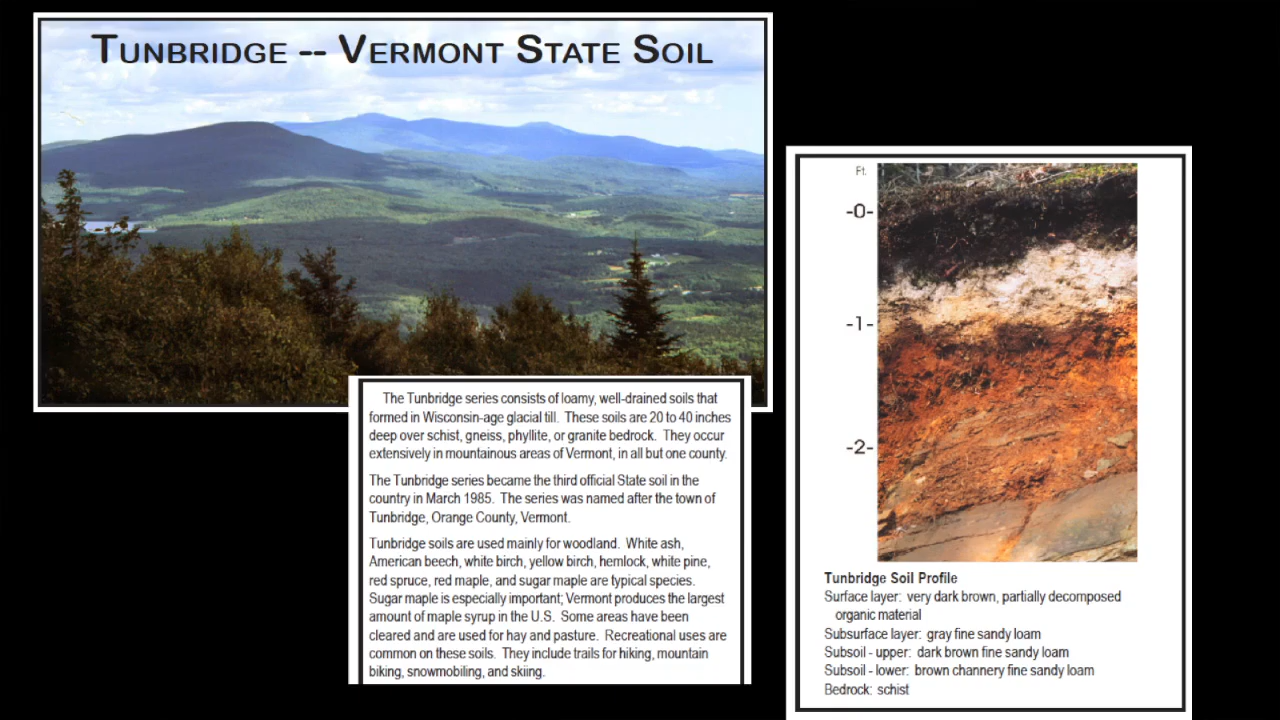 TUNBRIDGE -- VERMONT STATE SOIL
The Tunbridge series consists of loamy, well-drained soils that
formed in Wisconsin-age glacial till. These soils are 20 to 40 inches
deep over schist, gneiss, phyllite, or granite bedrock. They occur
extensively in mountainous areas of Vermont, in all but one county.
The Tunbridge series became the third official State soil in the
country in March 1985. The series was named after the town of
Tunbridge, Orange County, Vermont.
Tunbridge soils are used mainly for woodland. White ash,
American beech, white birch, yellow birch, hemlock, white pine,
red spruce, red maple, and sugar maple are typical species.
Sugar maple is especially important; Vermont produces the largest
amount of maple syrup in the U.S. Some areas have been
cleared and are used for hay and pasture. Recreational uses are
common on these soils. They include trails for hiking, mountain
biking, snowmobiling, and skiing.
Ft.
-0-
-1-
-2-
Tunbridge Soil Profile
Surface layer: very dark brown, partially decomposed
organic material
Subsurface layer: gray fine sandy loam
Subsoil - upper: dark brown fine sandy loam
Subsoil - lower: brown channery fine sandy loam
Bedrock: schist